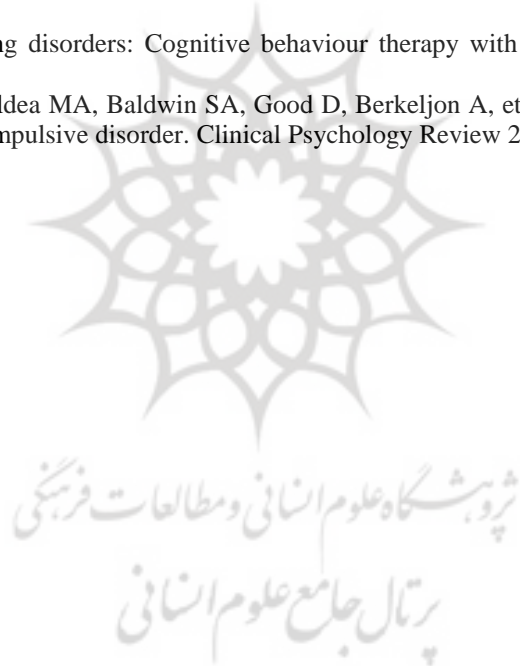 ng disorders: Cognitive behaviour therapy with
ldea MA, Baldwin SA, Good D, Berkeljon A, et
mpulsive disorder. Clinical Psychology Review 2
پژوهشگاه علوم انسانی و مطالعات فرهنگی
پرتال جامع علوم انسانی